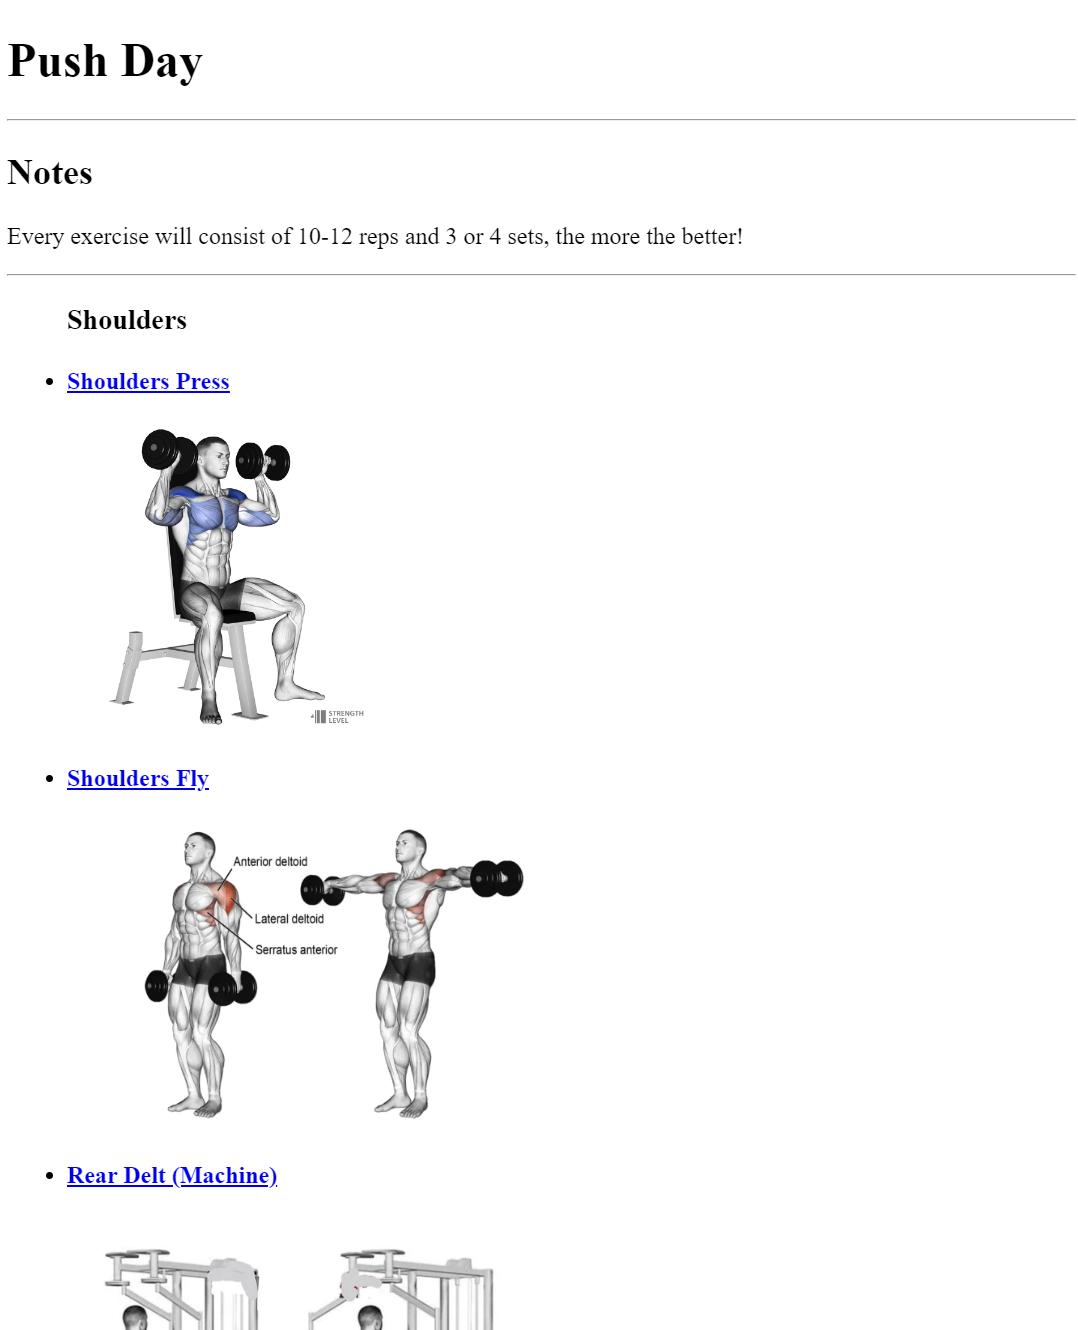 Push Day
Notes
Every exercise will consist of 10-12 reps and 3 or 4 sets, the more the better!
Shoulders
Shoulders Press
STRENGTH
LEVEL
Shoulders Fly
Anterior deltoid
Lateral deltoid
Serratus anterior
Rear Delt (Machine)